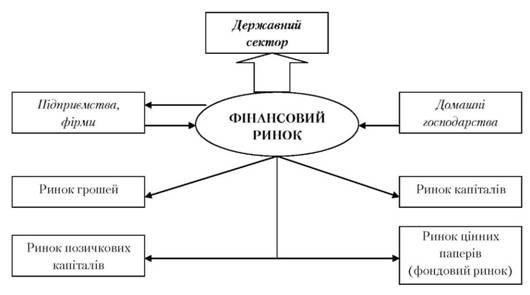 Державний
сектор
Підприємства,
фірми
ФІНАНСОВИЙ
РИНОК
Домашні
господарства
Ринок грошей
Ринок капіталів
Ринок позичкових
капіталів
Ринок цінних
паперів
(фондовий ринок)